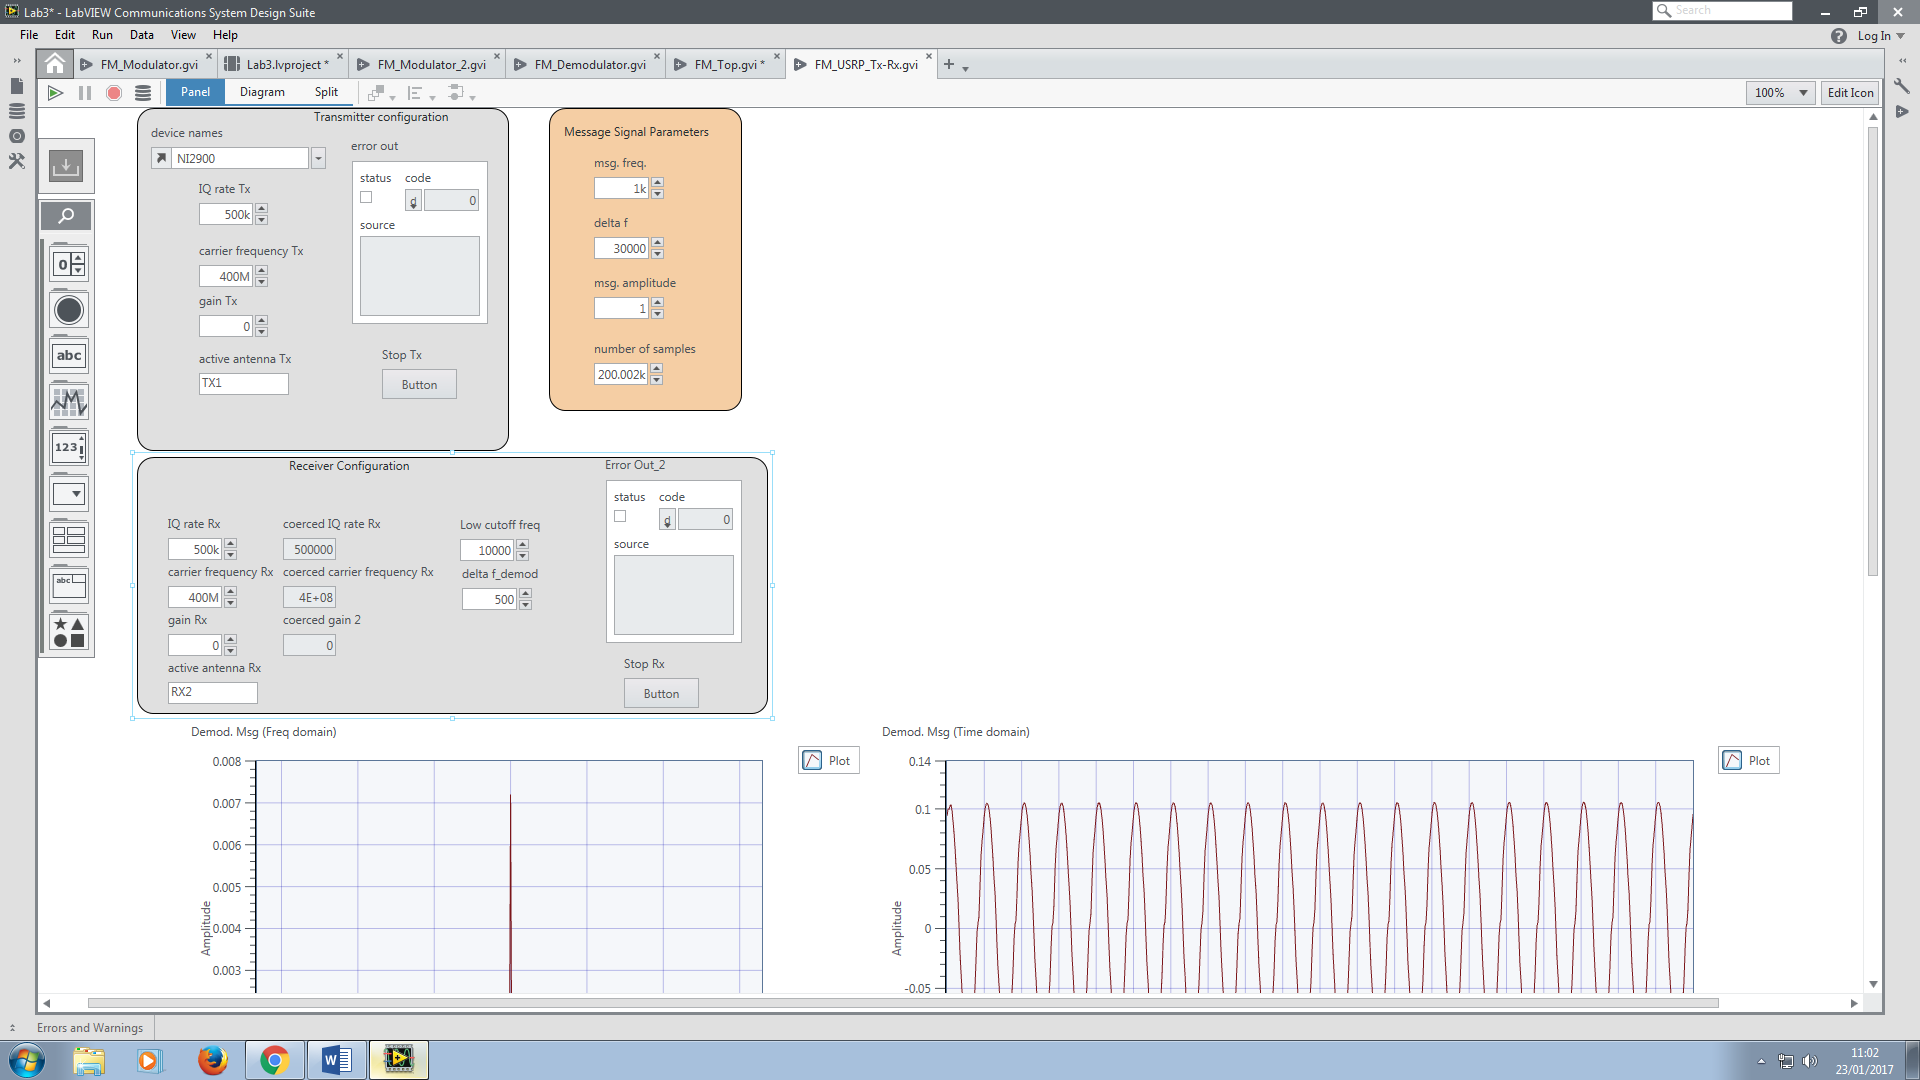 Lab3* - LabVIEW Communications System Design Suite
Search
File Edit Run Data View Help
Log In
FM_Modulator.gvi
Lab3.lvproject *
FM_Modulator_2.gvi
FM_Demodulator.gvi
FM_Top.gvi *
FM_USRP_Tx-Rx.gvi
Panel Diagram Split
100%
Edit Icon
Transmitter configuration
device names
NI2900
error out
status code
d 0
source
IQ rate Tx
500k
carrier frequency Tx
400M
gain Tx
0
active antenna Tx
TX1
Stop Tx
Button
Message Signal Parameters
msg. freq.
1k
delta f
30000
msg. amplitude
1
number of samples
200.002k
0
abc
123
abc
Receiver Configuration
Error Out_2
status code
d 0
source
IQ rate Rx
500k
coerced IQ rate Rx
500000
Low cutoff freq
10000
carrier frequency Rx
400M
coerced carrier frequency Rx
4E+08
delta f_demod
500
gain Rx
0
coerced gain 2
0
active antenna Rx
RX2
Stop Rx
Button
Demod. Msg (Freq domain)
Plot
0.008
0.007
0.006
0.005
0.004
0.003
Amplitude
Demod. Msg (Time domain)
Plot
0.14
0.1
0.05
0
-0.05
Amplitude
Errors and Warnings
11:02
23/01/2017